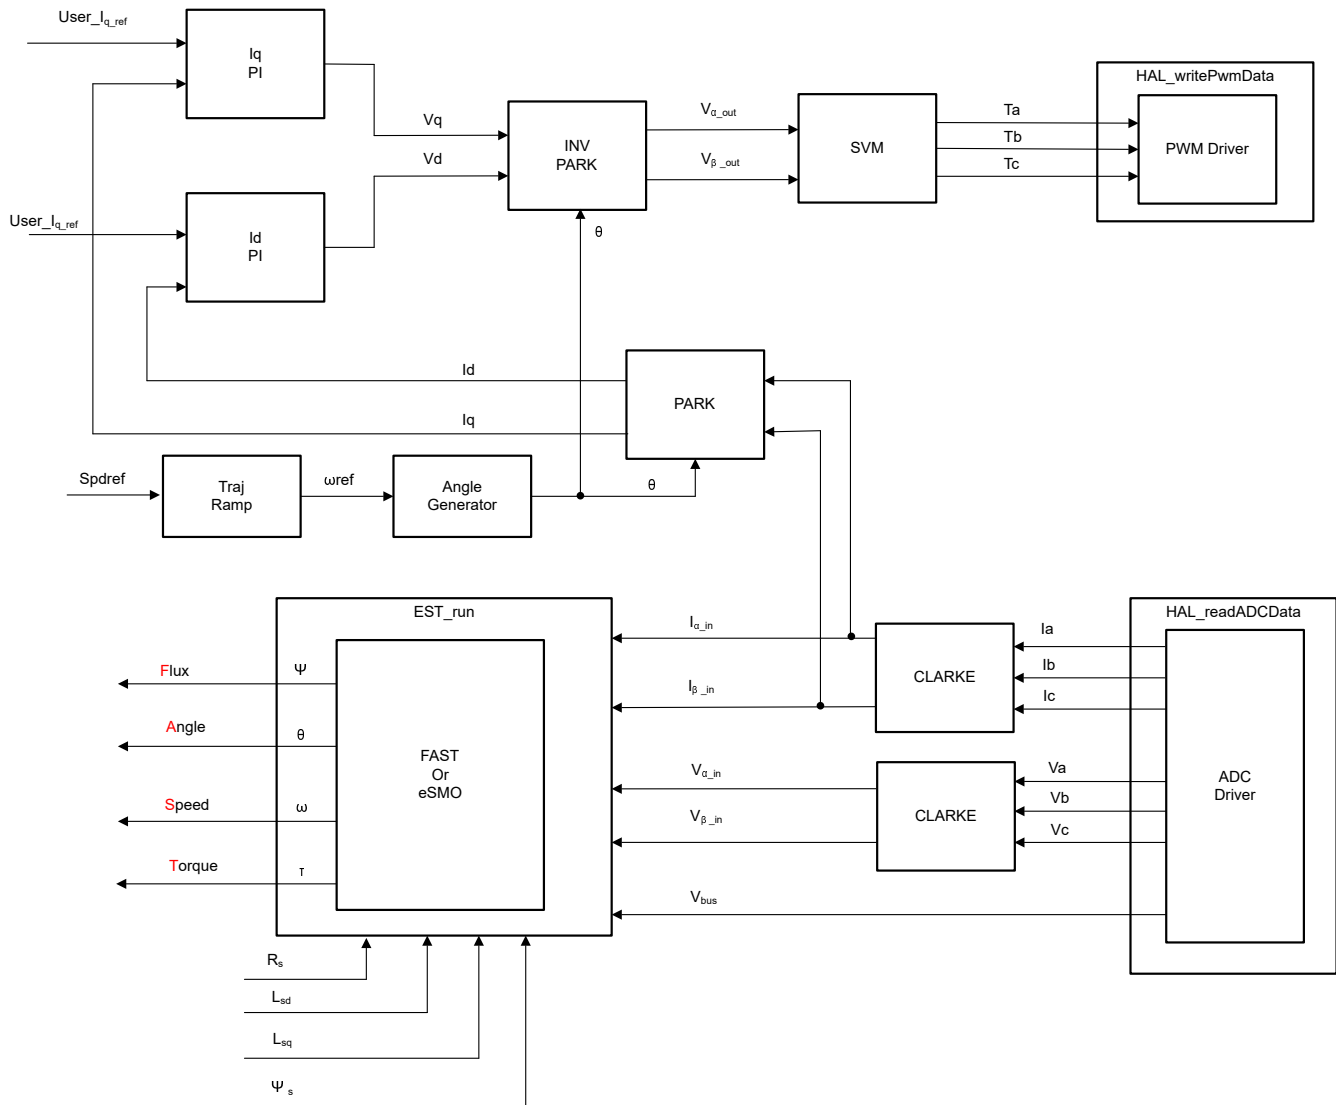 User_Iq_ref
Iq
PI
Vq
Vd
User_Iq_ref
Id
PI
INV
PARK
θ
Vα_out
Vβ_out
SVM
Ta
Tb
Tc
HAL_writePwmData
PWM Driver
Id
Iq
PARK
Spdref
Traj
Ramp
ωref
Angle
Generator
θ
EST_run
FAST
Or
eSMO
Flux
Ψ
Angle
θ
Speed
ω
Torque
τ
Rs
Lsd
Lsq
Ψ s
Iα_in
Iβ_in
Vα_in
Vβ_in
Vbus
CLARKE
CLARKE
Ia
Ib
Ic
Va
Vb
Vc
HAL_readADCData
ADC
Driver